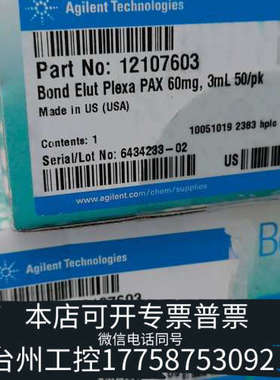 Agilent Technologies
Part No: 12107603
Bond Elut Plexa PAX 60mg, 3mL 50/pk
Made in US (USA)
Contents: 1
10051019 2363 hplc
Serial/Lot No: 6434233-02
US
www.agilent.com/chem/supplies
Agilent Technologies
B
12107603
本店可开专票普票
微信电话同号
台州工控17758753092